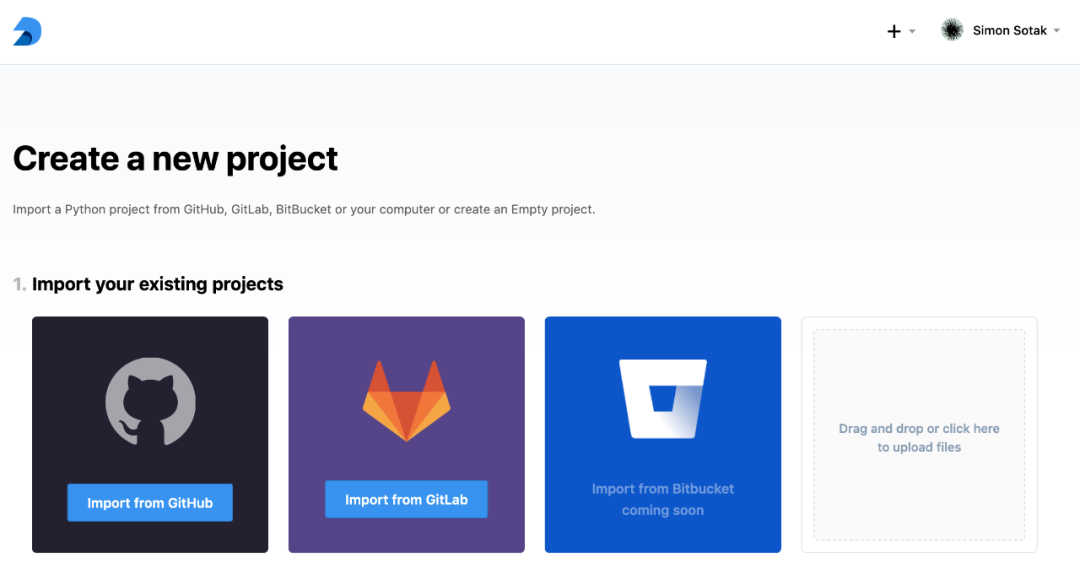 Simon Sotak
Create a new project
Import a Python project from GitHub, GitLab, BitBucket or your computer or create an Empty project.
1. Import your existing projects
Import from GitHub
Import from GitLab
Import from Bitbucket
coming soon
Drag and drop or click here
to upload files